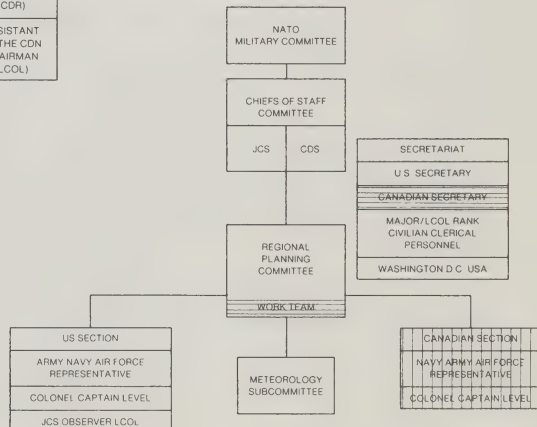 CDR)
SISTANT
THE CDN
AIRMAN
LCOL)
NATO
MILITARY COMMITTEE
CHIEFS OF STAFF
COMMITTEE
JCS CDS
SECRETARIAT
U S SECRETARY
CANADIAN SECRETARY
MAJOR/LCOL RANK
CIVILIAN CLERICAL
PERSONNEL
WASHINGTON D C USA
REGIONAL
PLANNING
COMMITTEE
WORK TEAM
US SECTION
ARMY NAVY AIR FORCE
REPRESENTATIVE
COLONEL CAPTAIN LEVEL
JCS OBSERVER LCOL
METEOROLOGY
SUBCOMMITTEE
CANADIAN SECTION
NAVY ARMY AIR FORCE
REPRESENTATIVE
COLONEL CAPTAIN LEVEL